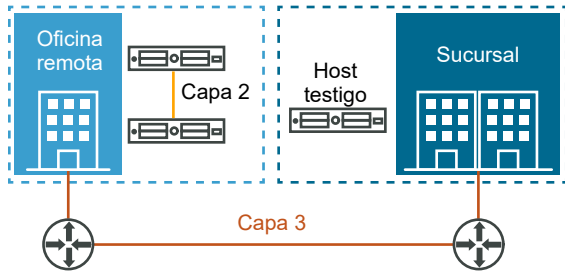 Oficina
remota
Capa 2
Host
testigo
Sucursal
Capa 3